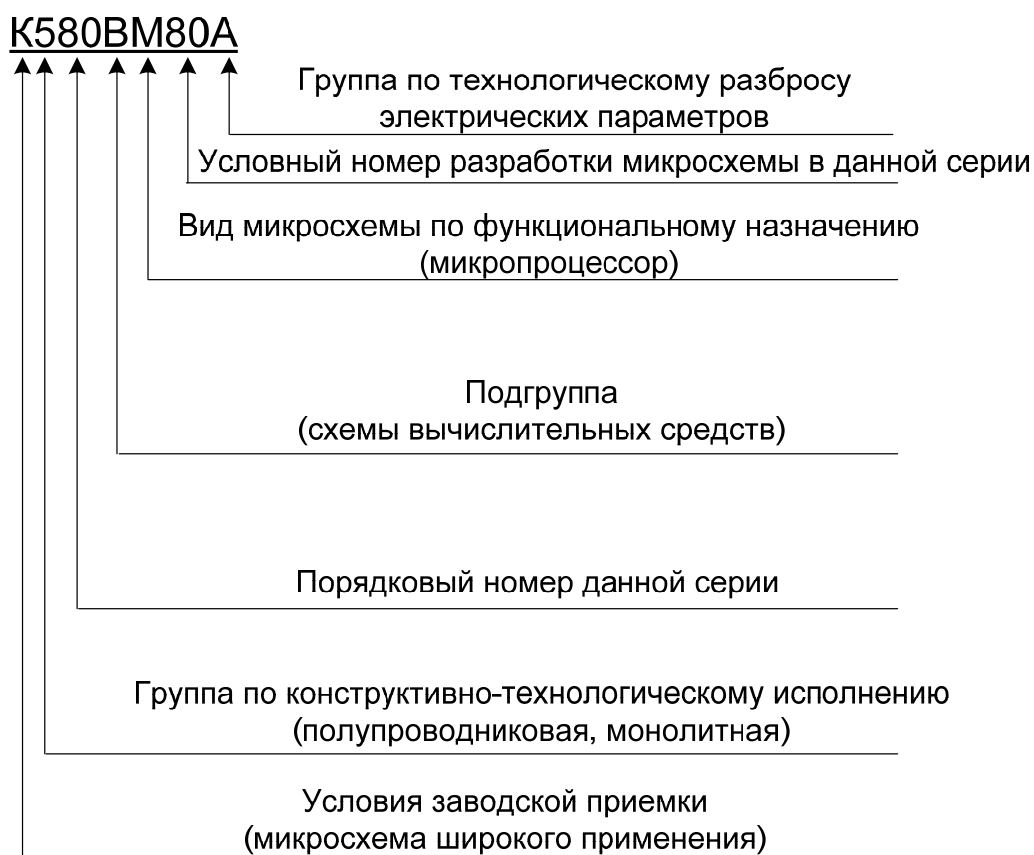 К580ВМ80А
Группа по технологическому разбросу
электрических параметров
Условный номер разработки микросхемы в данной серии
Вид микросхемы по функциональному назначению
(микропроцессор)
Подгруппа
(схемы вычислительных средств)
Порядковый номер данной серии
Группа по конструктивно-технологическому исполнению
(полупроводниковая, монолитная)
Условия заводской приемки
(микросхема широкого применения)